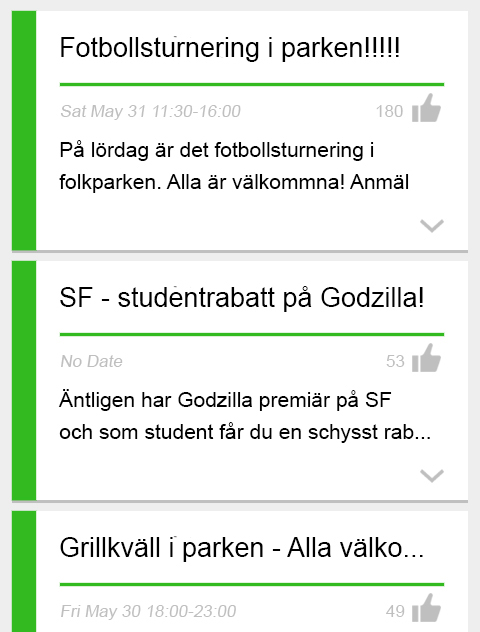 Fotbollsturnering i parken!!!!!
Sat May 31 11:30-16:00
180
På lördag är det fotbollsturnering i
folkparken. Alla är välkommna! Anmäl
SF - studentrabatt på Godzilla!
No Date
53
Äntligen har Godzilla premiär på SF
och som student får du en schysst rab...
Grillkväll i parken - Alla välko...
Fri May 30 18:00-23:00
49